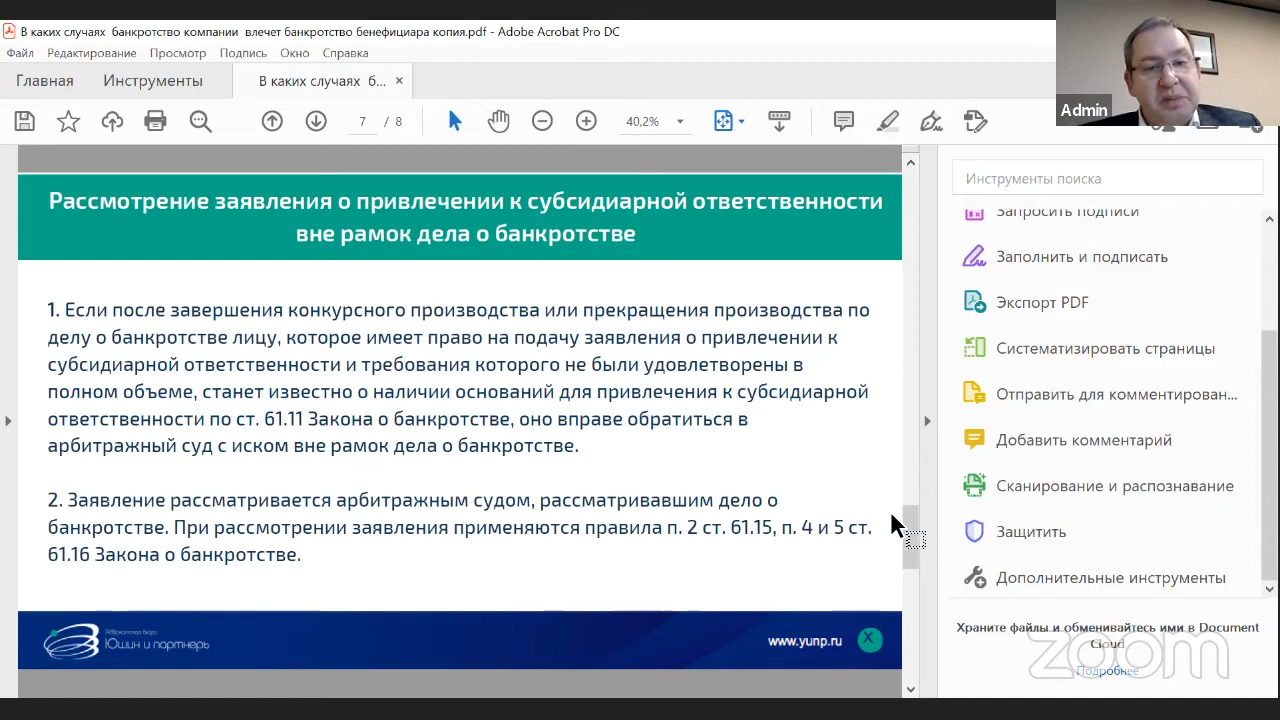 В каких случаях банкротство компании влечет банкротство бенефициара копия.pdf - Adobe Acrobat Pro DC
Файл Редактирование Просмотр Подпись Окно Справка
Главная Инструменты В каких случаях б... ×
7 / 8 40,2%
Admin
Рассмотрение заявления о привлечении к субсидиарной ответственности
вне рамок дела о банкротстве
1. Если после завершения конкурсного производства или прекращения производства по
делу о банкротстве лицу, которое имеет право на подачу заявления о привлечении к
субсидиарной ответственности и требования которого не были удовлетворены в
полном объеме, станет известно о наличии оснований для привлечения к субсидиарной
ответственности по ст. 61.11 Закона о банкротстве, оно вправе обратиться в
арбитражный суд с иском вне рамок дела о банкротстве.
2. Заявление рассматривается арбитражным судом, рассматривавшим дело о
банкротстве. При рассмотрении заявления применяются правила п. 2 ст. 61.15, п. 4 и 5 ст.
61.16 Закона о банкротстве.
Адвокатское бюро
Юшин и партнеры
www.yunp.ru
X
Инструменты поиска
Запросить подписи
Заполнить и подписать
Экспорт PDF
Систематизировать страницы
Отправить для комментирован...
Добавить комментарий
Сканирование и распознавание
Защитить
Дополнительные инструменты
Храните файлы и обменивайтесь ими в Document
Cloud
Подробнее
zoom